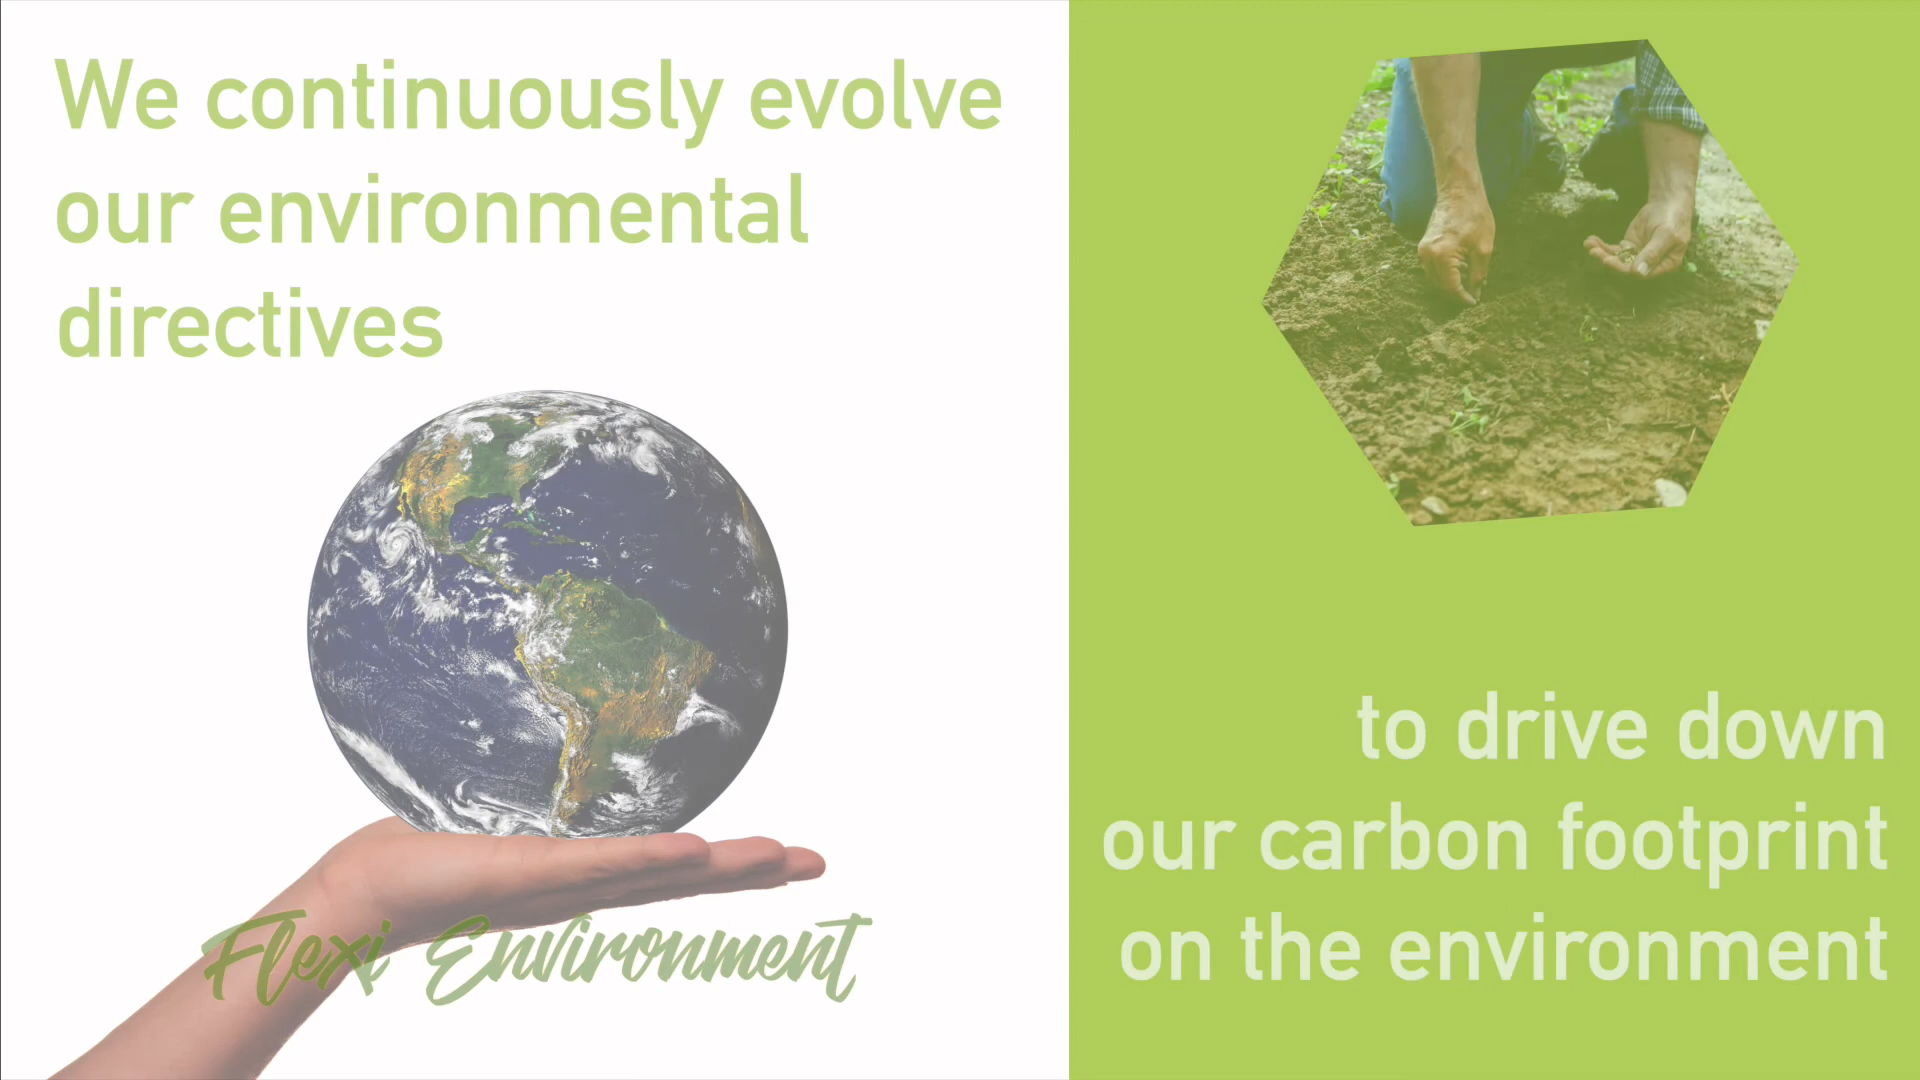 We continuously evolve
our environmental
directives
Flexi Environment
to drive down
our carbon footprint
on the environment